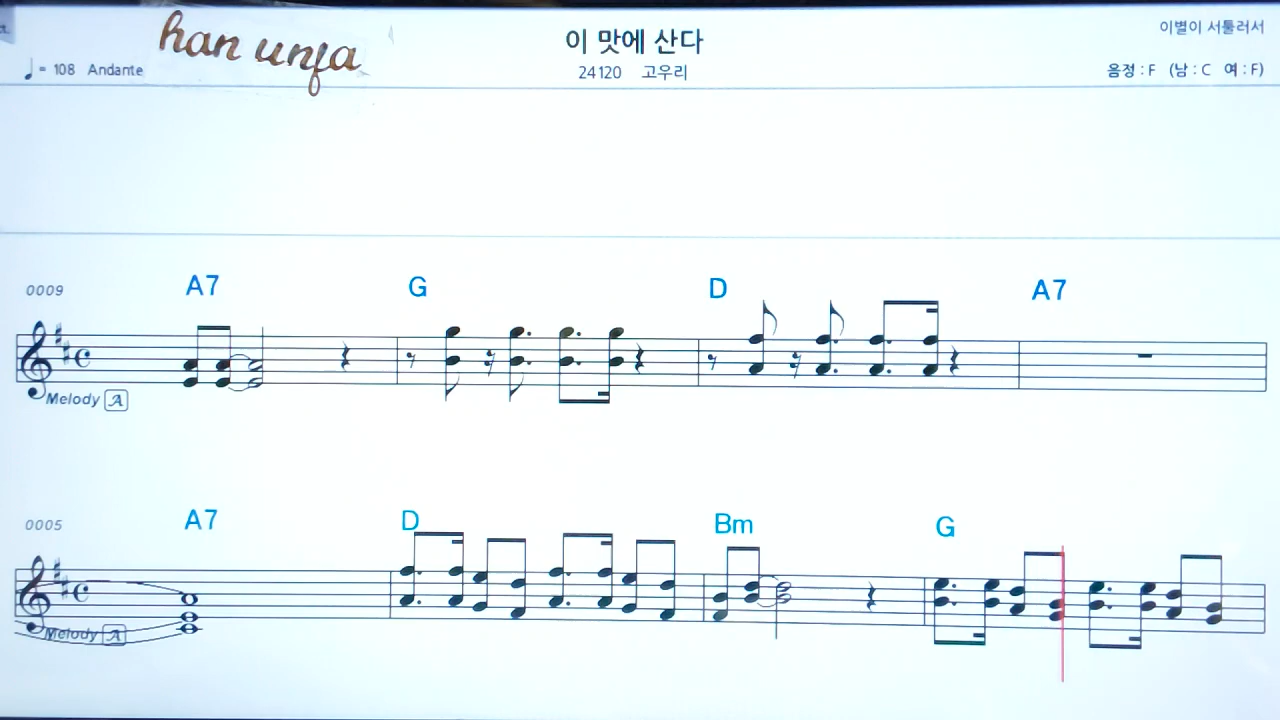 han unja
이 맛에 산다
이별이 서툴러서
♩= 108 Andante
24120 고우리
음정 : F (남 : C 여 : F)
0009 A7 G D A7
Melody A
0005 A7 D Bm G
Melody A